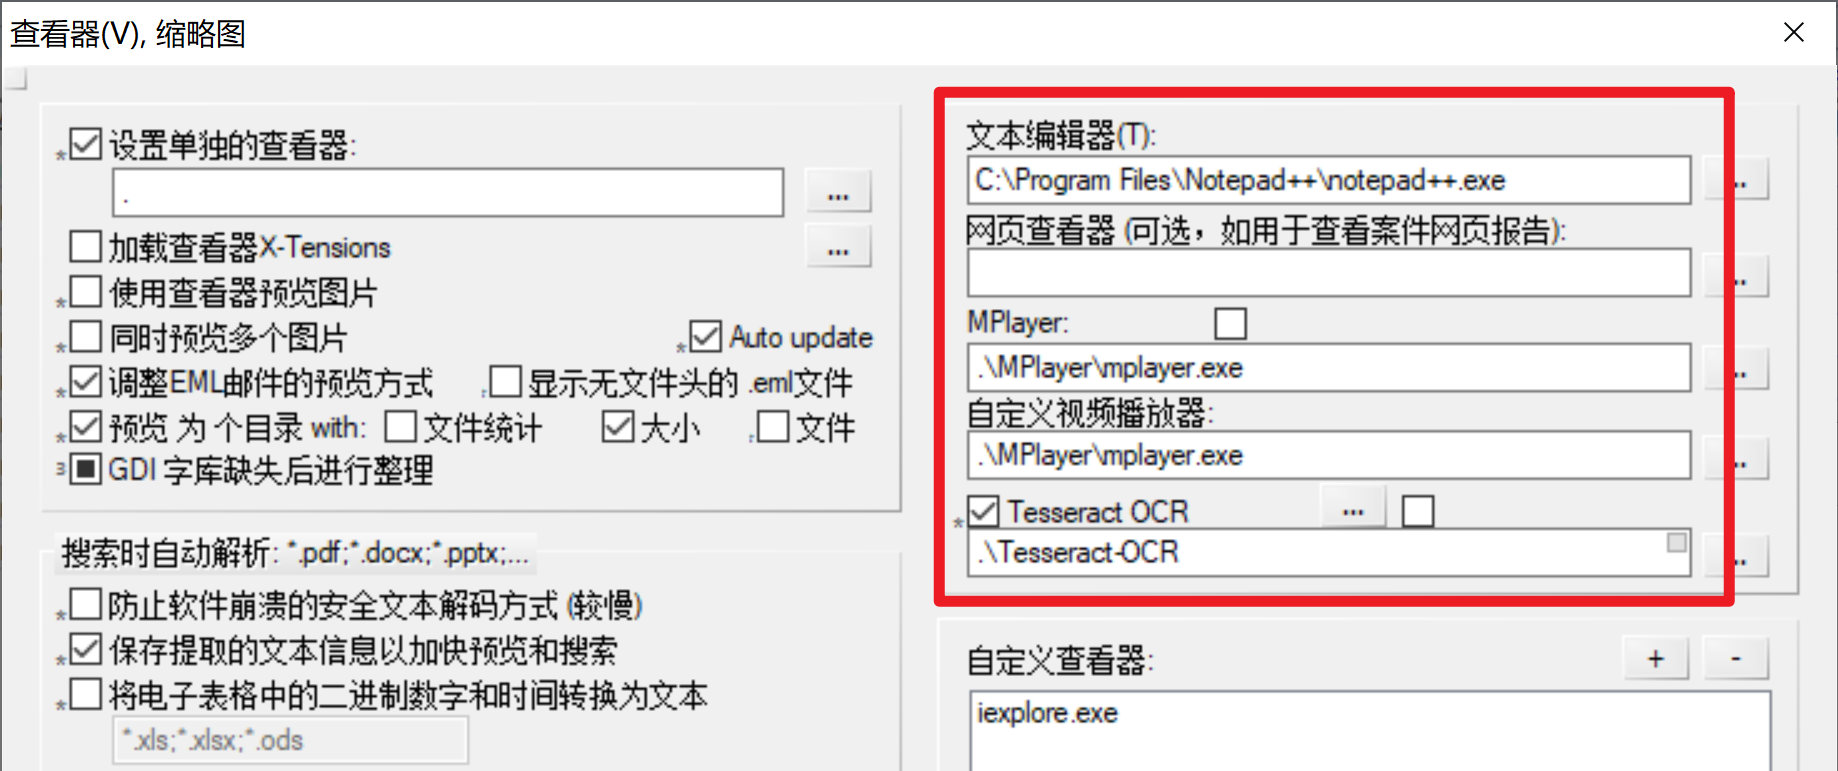 查看器(V), 缩略图
设置单独的查看器:
.
...
加载查看器X-Tensions
...
使用查看器预览图片
同时预览多个图片
Auto update
调整EML邮件的预览方式
显示无文件头的 .eml文件
预览 为 个目录 with:
文件统计
大小
文件
3
GDI 字库缺失后进行整理
搜索时自动解析: *.pdf;*.docx;*.pptx;...
防止软件崩溃的安全文本解码方式 (较慢)
保存提取的文本信息以加快预览和搜索
将电子表格中的二进制数字和时间转换为文本
*.xls;*.xlsx;*.ods
文本编辑器(T):
C:\Program Files\Notepad++\notepad++.exe
网页查看器 (可选，如用于查看案件网页报告):
MPlayer:
.\MPlayer\mplayer.exe
自定义视频播放器:
.\MPlayer\mplayer.exe
Tesseract OCR
...
.\Tesseract-OCR
自定义查看器:
+
-
iexplore.exe